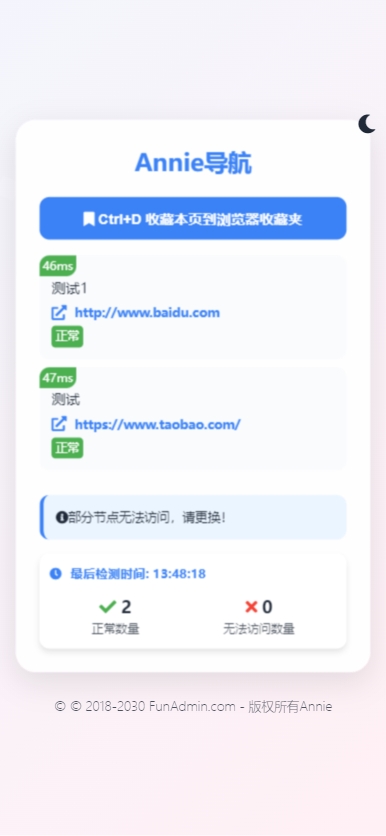 Annie导航
Ctrl+D 收藏本页到浏览器收藏夹
46ms
测试1
http://www.baidu.com
正常
47ms
测试
https://www.taobao.com/
正常
部分节点无法访问，请更换！
最后检测时间: 13:48:18
2 0
正常数量 无法访问数量
© © 2018-2030 FunAdmin.com - 版权所有Annie